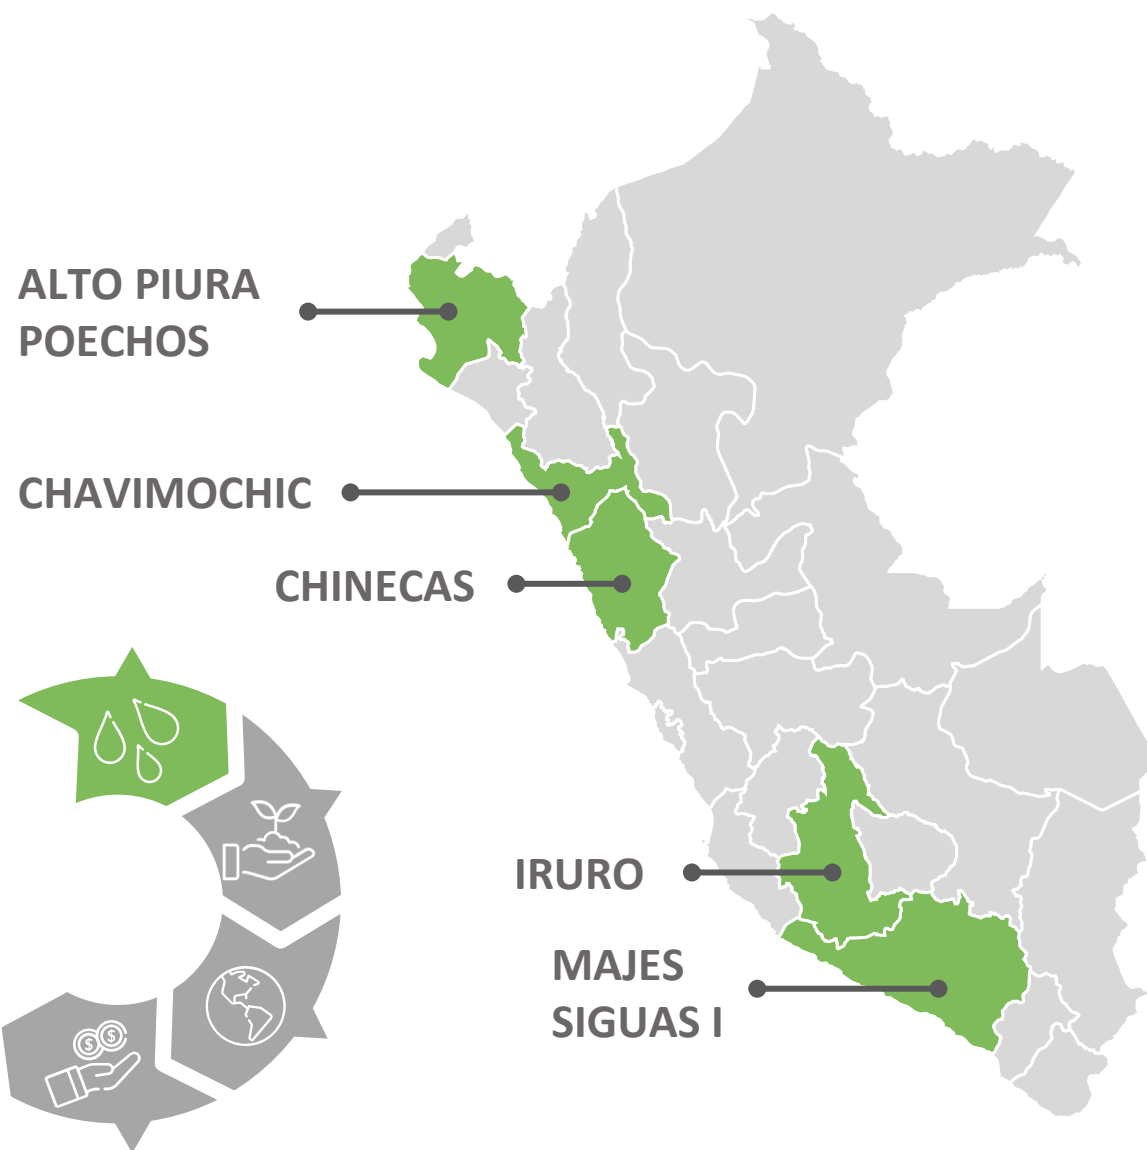 ALTO PIURA
POECHOS
CHAVIMOCHIC
CHINECAS
IRURO
MAJES
SIGUAS I
$ $